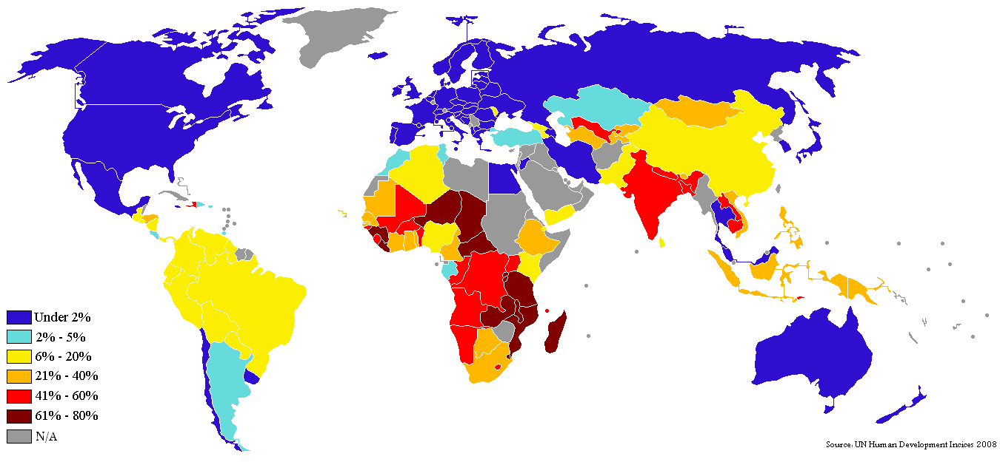 Under 2%
2% - 5%
6% - 20%
21% - 40%
41% - 60%
61% - 80%
N/A
Source: UN Human Development Incices 2008